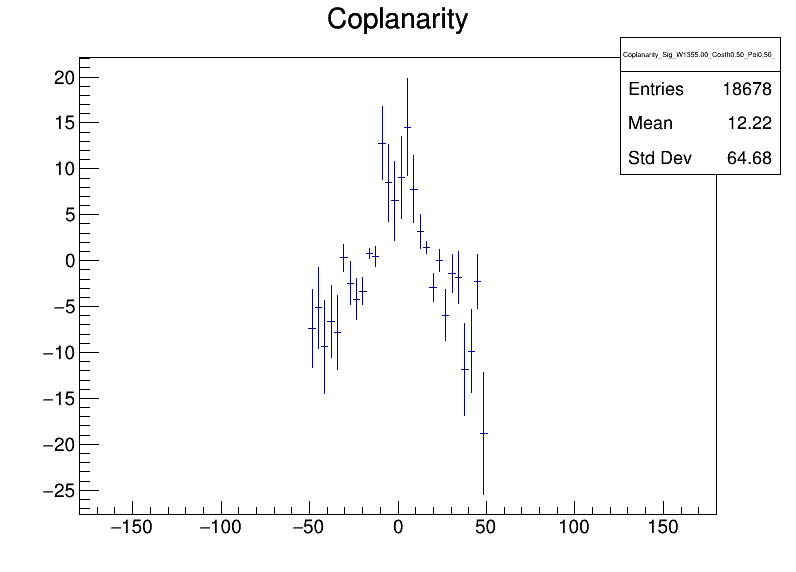 Coplanarity
Coplanarity_Sig_W1355.00_Costh0.50_Pol0.50_
Entries 18678
Mean 12.22
Std Dev 64.68
20
15
10
5
0
−5
−10
−15
−20
−25
−150 −100 −50 0 50 100 150